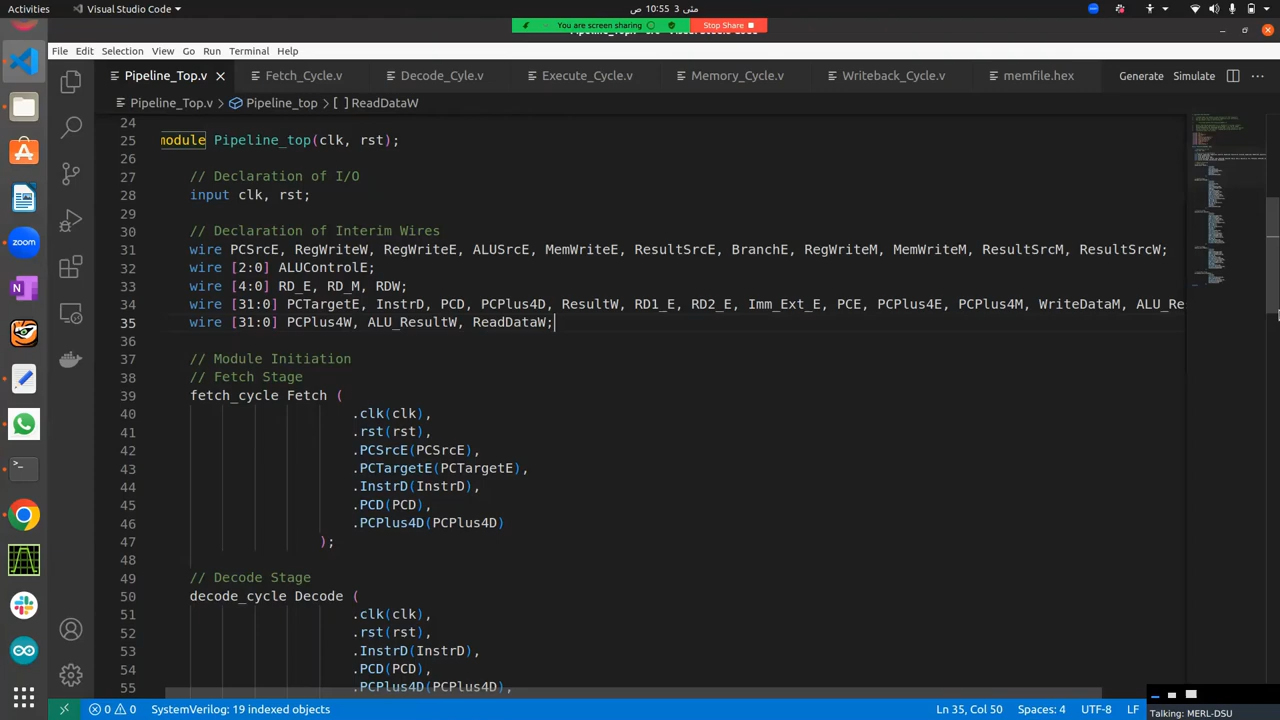 Activities
Visual Studio Code
مئی 3 10:55 ص
You are screen sharing
Stop Share
File Edit Selection View Go Run Terminal Help
Pipeline_Top.v
Fetch_Cycle.v
Decode_Cyle.v
Execute_Cycle.v
Memory_Cycle.v
Writeback_Cycle.v
memfile.hex
Generate Simulate
Pipeline_Top.v > Pipeline_top > [ ] ReadDataW
24
25 module Pipeline_top(clk, rst);
26
27 // Declaration of I/O
28 input clk, rst;
29
30 // Declaration of Interim Wires
31 wire PCSrcE, RegWriteW, RegWriteE, ALUSrcE, MemWriteE, ResultSrcE, BranchE, RegWriteM, MemWriteM, ResultSrcM, ResultSrcW;
32 wire [2:0] ALUControlE;
33 wire [4:0] RD_E, RD_M, RDW;
34 wire [31:0] PCTargetE, InstrD, PCD, PCPlus4D, ResultW, RD1_E, RD2_E, Imm_Ext_E, PCE, PCPlus4E, PCPlus4M, WriteDataM, ALU_Re
35 wire [31:0] PCPlus4W, ALU_ResultW, ReadDataW;
36
37 // Module Initiation
38 // Fetch Stage
39 fetch_cycle Fetch (
40 .clk(clk),
41 .rst(rst),
42 .PCSrcE(PCSrcE),
43 .PCTargetE(PCTargetE),
44 .InstrD(InstrD),
45 .PCD(PCD),
46 .PCPlus4D(PCPlus4D)
47 );
48
49 // Decode Stage
50 decode_cycle Decode (
51 .clk(clk),
52 .rst(rst),
53 .InstrD(InstrD),
54 .PCD(PCD),
55 .PCPlus4D(PCPlus4D),
zoom
0 0 SystemVerilog: 19 indexed objects
Ln 35, Col 50 Spaces: 4 UTF-8 LF
Talking: MERL-DSU